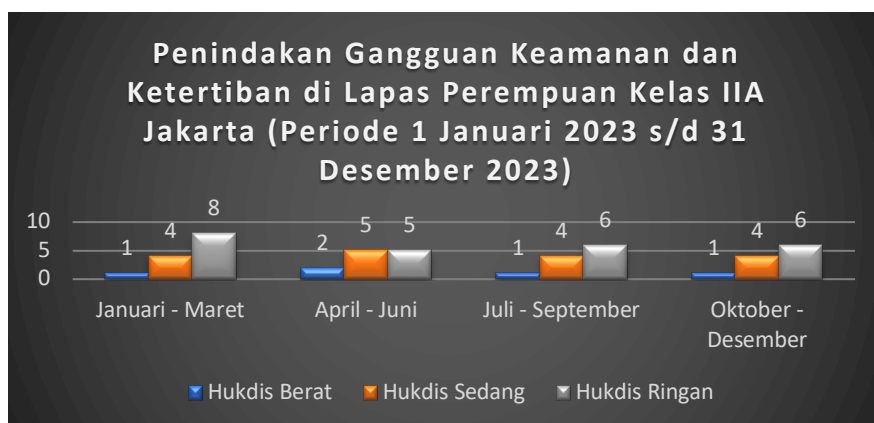 Penindakan Gangguan Keamanan dan
Ketertiban di Lapas Perempuan Kelas IIA
Jakarta (Periode 1 Januari 2023 s/d 31
Desember 2023)
10
5
0
1
4
8
2
5
5
1
4
6
1
4
6
Januari - Maret
April - Juni
Juli - September
Oktober -
Desember
Hukdis Berat
Hukdis Sedang
Hukdis Ringan